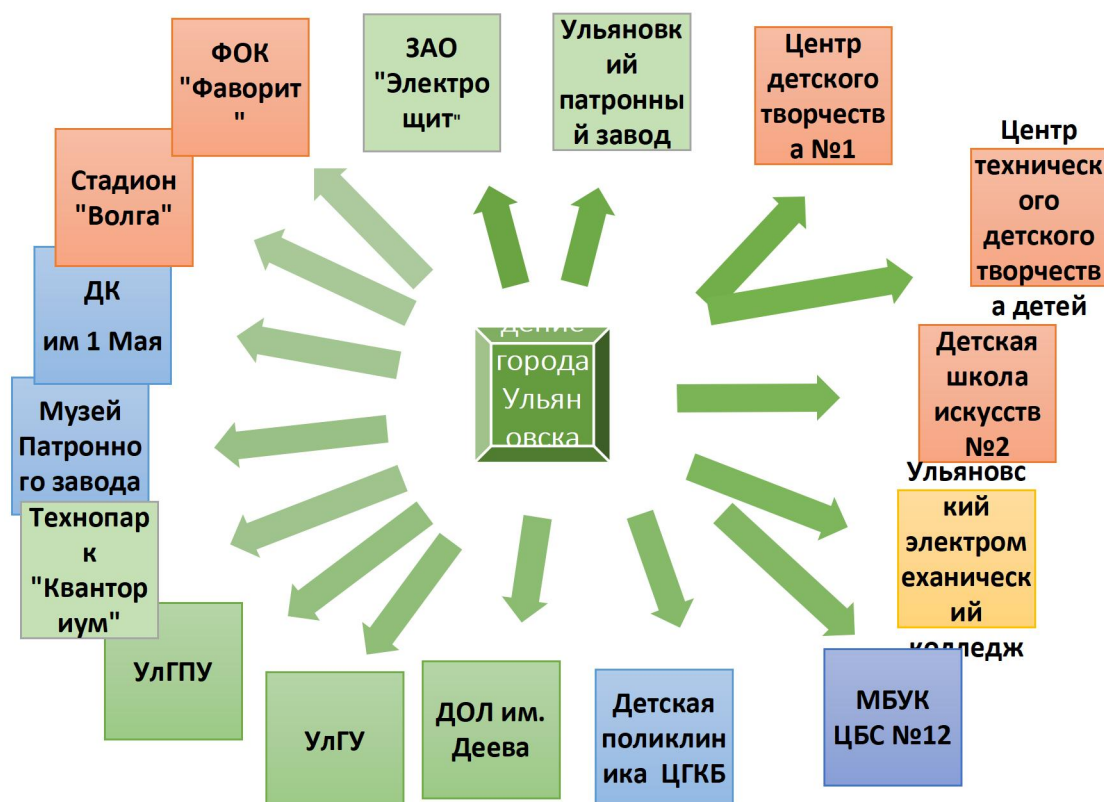 ФОК
"Фаворит
"
ЗАО
"Электро
щит"
Ульяновк
ий
патронны
й завод
Центр
детского
творчеств
а №1
Центр
техническ
ого
детского
творчеств
а детей
Стадион
"Волга"
ДК
им 1 Мая
Музей
Патронно
го завода
Технопар
к
"Квантор
иум"
УлГПУ
УлГУ
ДОЛ им.
Деева
Детская
поликлин
ика ЦГКБ
МБУК
ЦБС №12
Ульяновс
кий
электром
еханическ
ий
колледж
Детская
школа
искусств
№2
дение
города
Ульян
овска